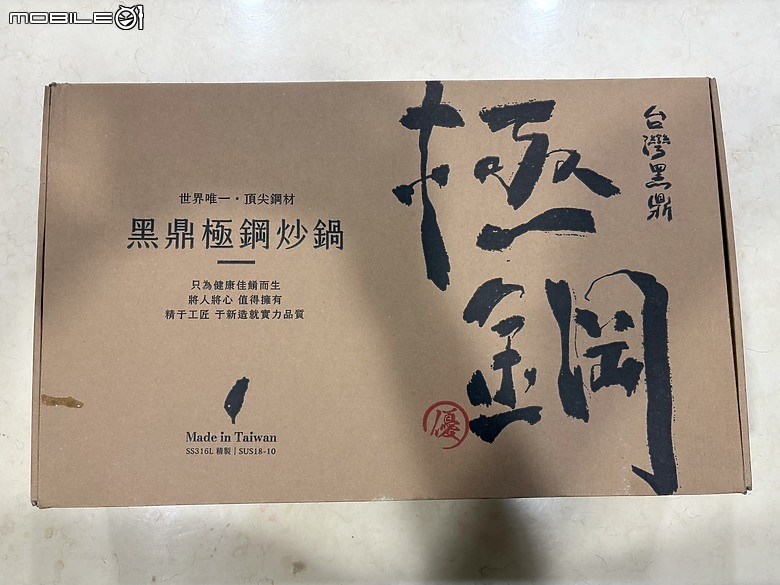 MOBILE01
世界唯一・頂尖鋼材
黑鼎極鋼炒鍋
只為健康佳餚而生
將人將心 值得擁有
精于工匠 于新造就實力品質
Made in Taiwan
SS316L 精製 | SUS18-10
極鋼
優
台灣黑鼎